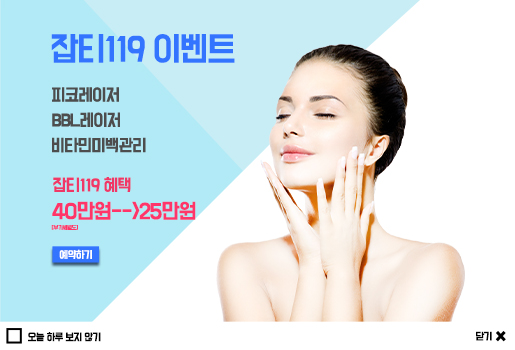 잡티119 이벤트
피코레이저
BBL레이저
비타민미백관리
잡티119 혜택
40만원-->25만원
예약하기
오늘 하루 보지 않기
닫기 ✖